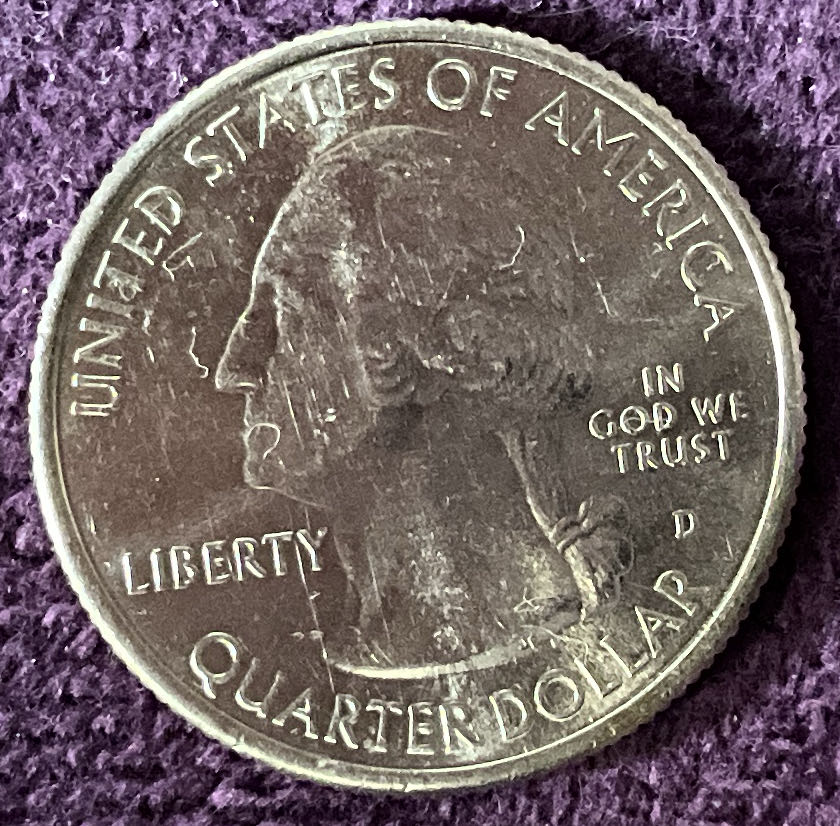 UNITED STATES OF AMERICA
IN
GOD WE
TRUST
D
LIBERTY
QUARTER DOLLAR